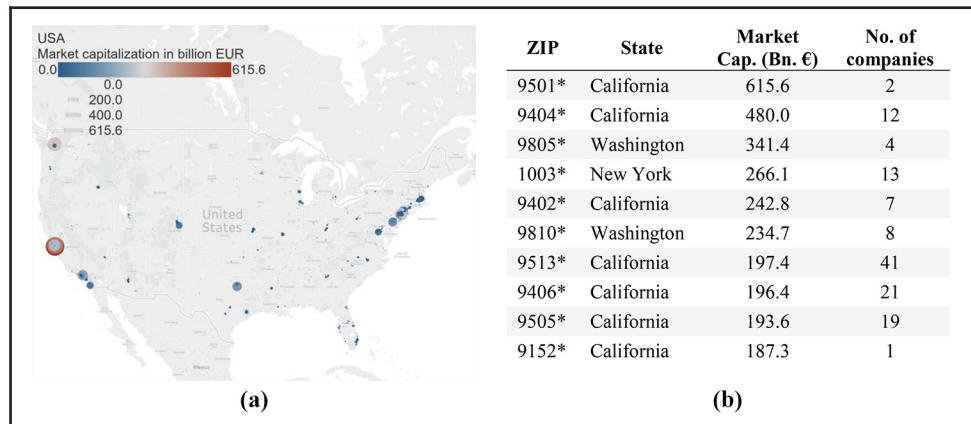 USA
Market capitalization in billion EUR
0.0 615.6
0.0
200.0
400.0
615.6
United
States
Mexico
(a)
ZIP State Market Cap. (Bn. €) No. of companies
9501* California 615.6 2
9404* California 480.0 12
9805* Washington 341.4 4
1003* New York 266.1 13
9402* California 242.8 7
9810* Washington 234.7 8
9513* California 197.4 41
9406* California 196.4 21
9505* California 193.6 19
9152* California 187.3 1
(b)